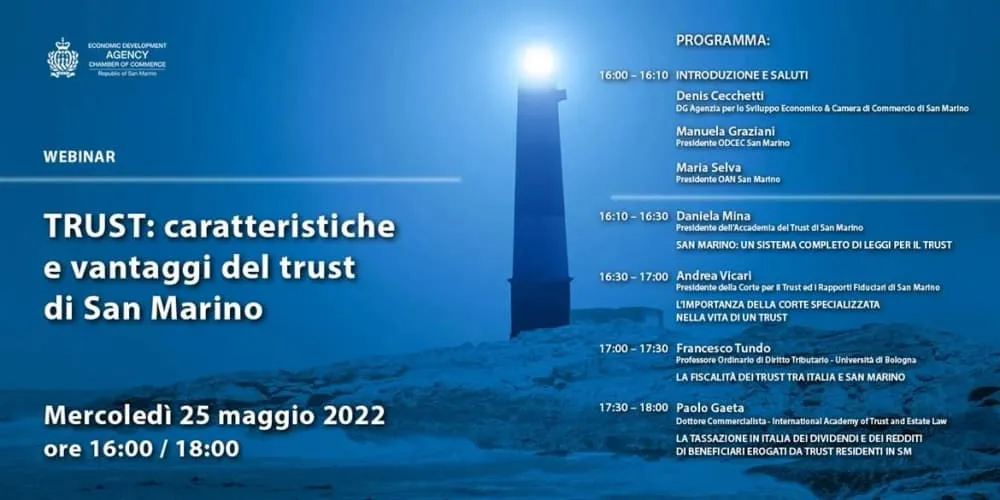 ECONOMIC DEVELOPMENT
AGENCY
CHAMBER OF COMMERCE
Republic of San Marino
WEBINAR
TRUST: caratteristiche
e vantaggi del trust
di San Marino
Mercoledì 25 maggio 2022
ore 16:00 / 18:00
PROGRAMMA:
16:00 – 16:10 INTRODUZIONE E SALUTI
Denis Cecchetti
DG Agenzia per lo Sviluppo Economico & Camera di Commercio di San Marino
Manuela Graziani
Presidente ODCEC San Marino
Maria Selva
Presidente OAN San Marino
16:10 – 16:30 Daniela Mina
Presidente dell'Accademia del Trust di San Marino
SAN MARINO: UN SISTEMA COMPLETO DI LEGGI PER IL TRUST
16:30 – 17:00 Andrea Vicari
Presidente della Corte per il Trust ed i Rapporti Fiduciari di San Marino
L'IMPORTANZA DELLA CORTE SPECIALIZZATA
NELLA VITA DI UN TRUST
17:00 – 17:30 Francesco Tundo
Professore Ordinario di Diritto Tributario - Università di Bologna
LA FISCALITÀ DEI TRUST TRA ITALIA E SAN MARINO
17:30 – 18:00 Paolo Gaeta
Dottore Commercialista - International Academy of Trust and Estate Law
LA TASSAZIONE IN ITALIA DEI DIVIDENDI E DEI REDDITI
DI BENEFICIARI EROGATI DA TRUST RESIDENTI IN SM